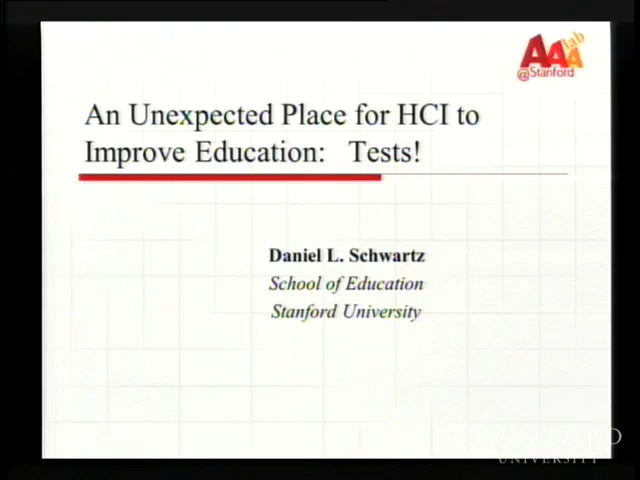 AAA lab
@Stanford
An Unexpected Place for HCI to
Improve Education: Tests!
Daniel L. Schwartz
School of Education
Stanford University
UNIVERSITY